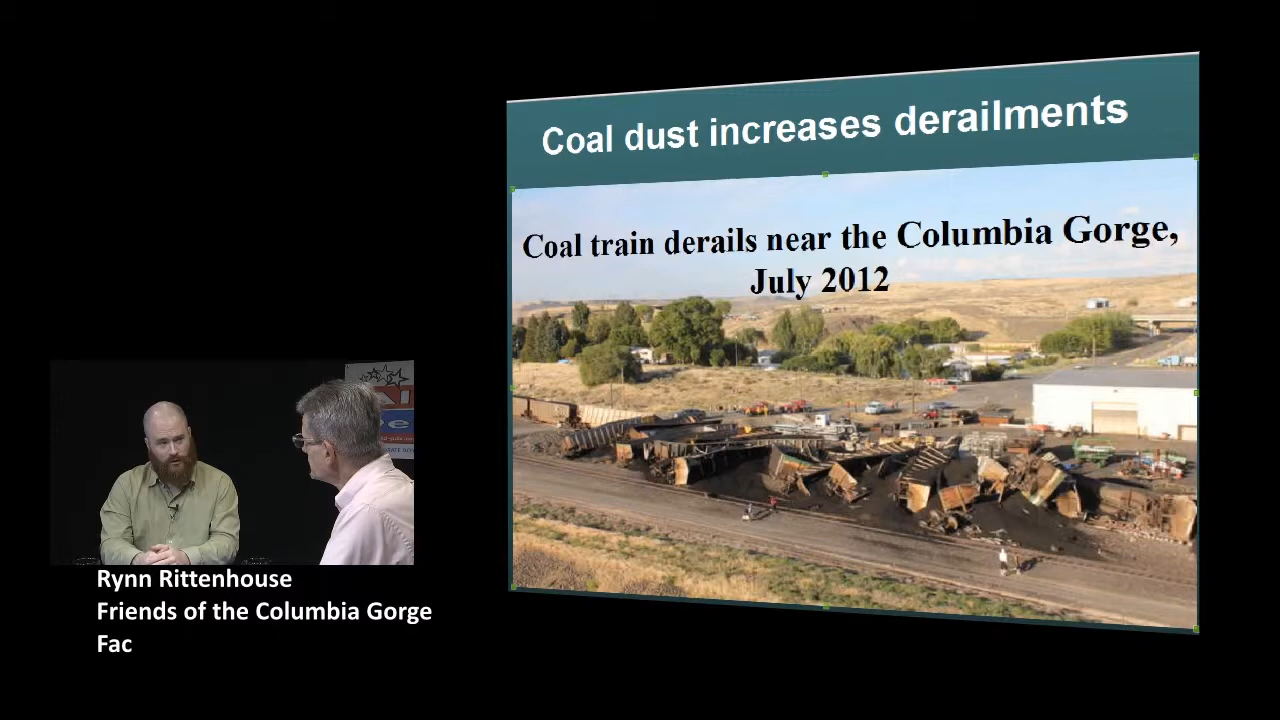 Coal dust increases derailments
Coal train derails near the Columbia Gorge,
July 2012
Rynn Rittenhouse
Friends of the Columbia Gorge
Fac